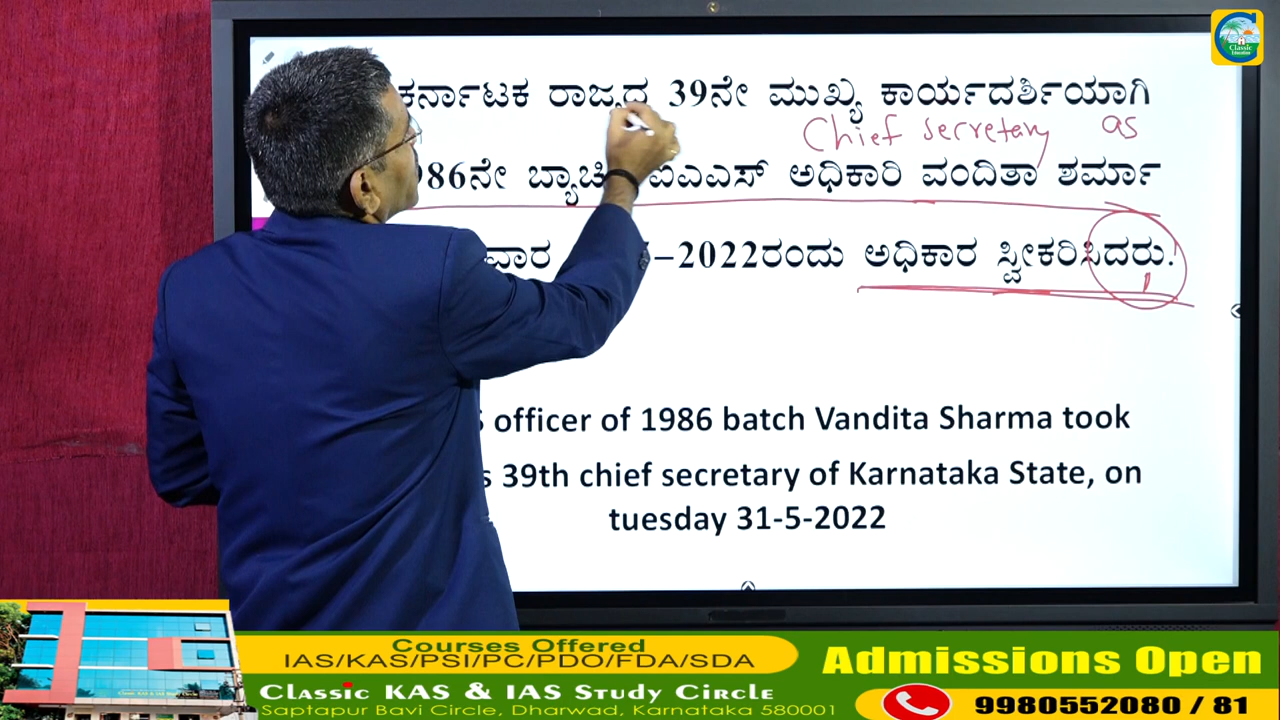 ಕರ್ನಾಟಕ ರಾಜ್ಯದ 39ನೇ ಮುಖ್ಯ ಕಾರ್ಯದರ್ಶಿಯಾಗಿ
Chief secretary as
86ನೇ ಐಎಎಸ್ ಅಧಿಕಾರಿ ವಂದಿತಾ ಶರ್ಮಾ
–2022ರಂದು ಅಧಿಕಾರ ಸ್ವೀಕರಿಸಿದರು.
officer of 1986 batch Vandita Sharma took
39th chief secretary of Karnataka State, on
tuesday 31-5-2022
Classic
Education
Courses Offered
IAS/KAS/PSI/PC/PDO/FDA/SDA
Classic KAS & IAS Study Circle
Saptapur Bavi Circle, Dharwad, Karnataka 580001
Admissions Open
9980552080 / 81